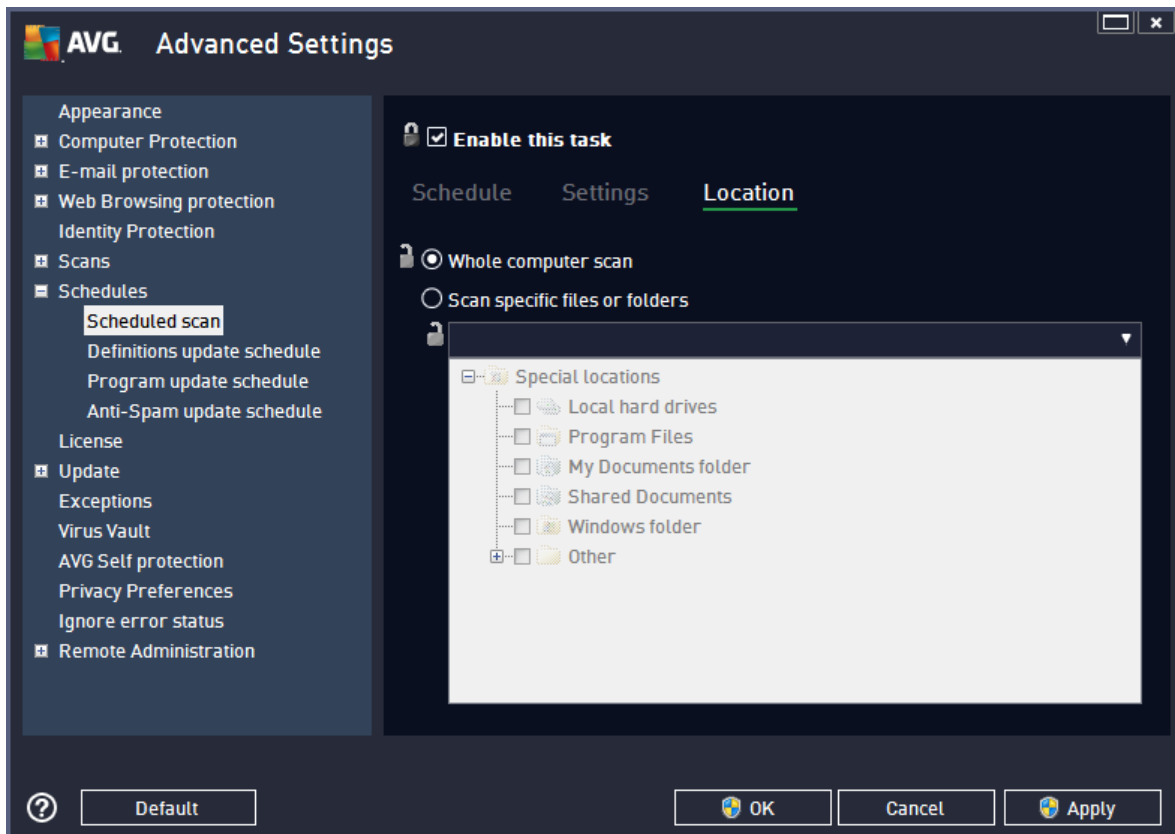 AVG. Advanced Settings
Appearance
Computer Protection
E-mail protection
Web Browsing protection
Identity Protection
Scans
Schedules
Scheduled scan
Definitions update schedule
Program update schedule
Anti-Spam update schedule
License
Update
Exceptions
Virus Vault
AVG Self protection
Privacy Preferences
Ignore error status
Remote Administration
Enable this task
Schedule Settings Location
Whole computer scan
Scan specific files or folders
Special locations
Local hard drives
Program Files
My Documents folder
Shared Documents
Windows folder
Other
? Default OK Cancel Apply